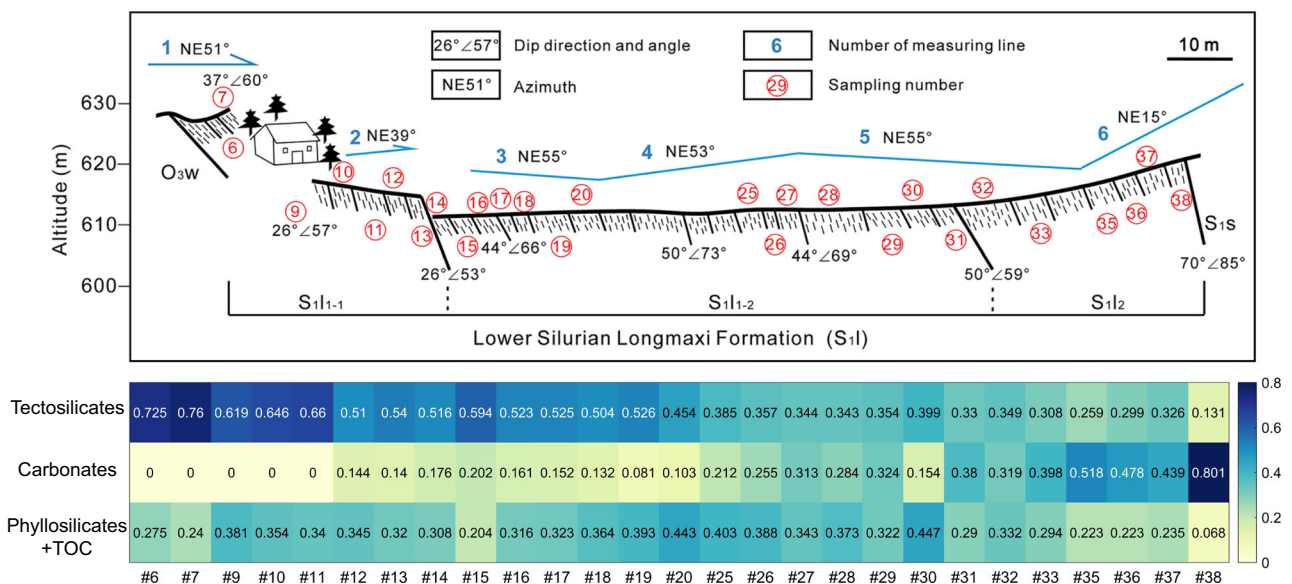 1 NE51°
26°∠57° Dip direction and angle
6 Number of measuring line
10 m
NE51° Azimuth
29 Sampling number
37°∠60°
7
630
6
O₃w
2 NE39°
3 NE55°
4 NE53°
5 NE55°
6 NE15°
620
Altitude (m)
10
12
14
16
17
18
20
25
27
28
30
32
37
9
11
13
15
19
26
29
31
33
35
36
38
610
26°∠57°
44°∠66°
50°∠73°
44°∠69°
S₁s
26°∠53°
50°∠59°
70°∠85°
600
S₁l₁₋₁
S₁l₁₋₂
S₁l₂
Lower Silurian Longmaxi Formation (S₁l)
Tectosilicates 0.725 0.76 0.619 0.646 0.66 0.51 0.54 0.516 0.594 0.523 0.525 0.504 0.526 0.454 0.385 0.357 0.344 0.343 0.354 0.399 0.33 0.349 0.308 0.259 0.299 0.326 0.131
Carbonates 0 0 0 0 0 0.144 0.14 0.176 0.202 0.161 0.152 0.132 0.081 0.103 0.212 0.255 0.313 0.284 0.324 0.154 0.38 0.319 0.398 0.518 0.478 0.439 0.801
Phyllosilicates
+TOC
0.275 0.24 0.381 0.354 0.34 0.345 0.32 0.308 0.204 0.316 0.323 0.364 0.393 0.443 0.403 0.388 0.343 0.373 0.322 0.447 0.29 0.332 0.294 0.223 0.223 0.235 0.068
#6 #7 #9 #10 #11 #12 #13 #14 #15 #16 #17 #18 #19 #20 #25 #26 #27 #28 #29 #30 #31 #32 #33 #35 #36 #37 #38
0.8
0.6
0.4
0.2
0